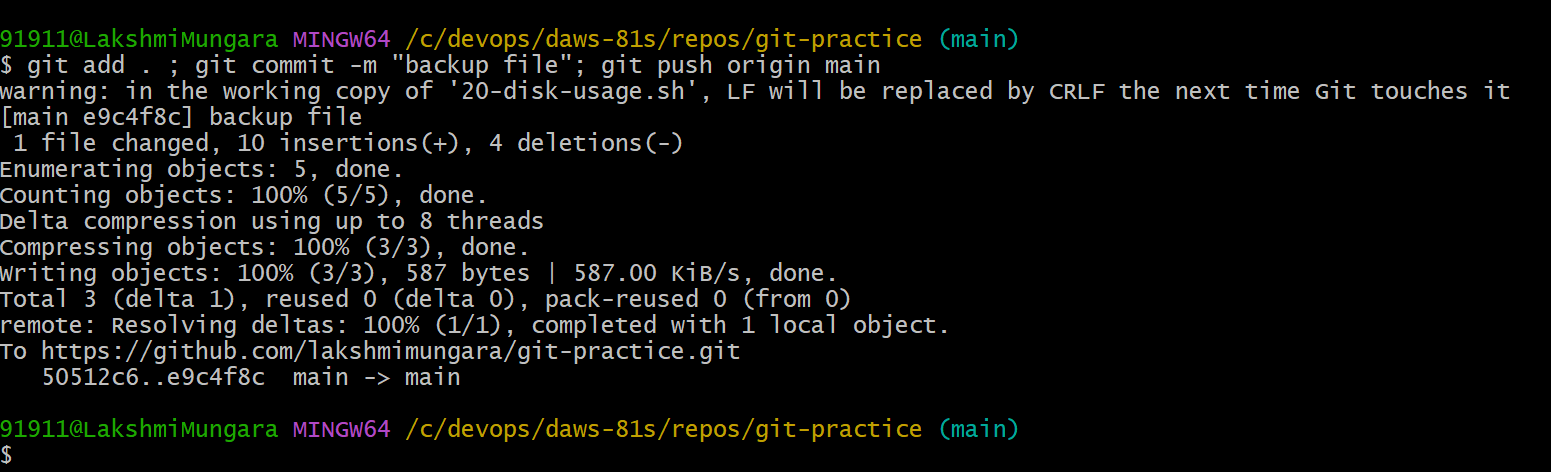 91911@LakshmiMungara MINGW64 /c/devops/daws-81s/repos/git-practice (main)
$ git add . ; git commit -m "backup file"; git push origin main
warning: in the working copy of '20-disk-usage.sh', LF will be replaced by CRLF the next time Git touches it
[main e9c4f8c] backup file
 1 file changed, 10 insertions(+), 4 deletions(-)
Enumerating objects: 5, done.
Counting objects: 100% (5/5), done.
Delta compression using up to 8 threads
Compressing objects: 100% (3/3), done.
Writing objects: 100% (3/3), 587 bytes | 587.00 KiB/s, done.
Total 3 (delta 1), reused 0 (delta 0), pack-reused 0 (from 0)
remote: Resolving deltas: 100% (1/1), completed with 1 local object.
To https://github.com/lakshmimungara/git-practice.git
   50512c6..e9c4f8c  main -> main
91911@LakshmiMungara MINGW64 /c/devops/daws-81s/repos/git-practice (main)
$